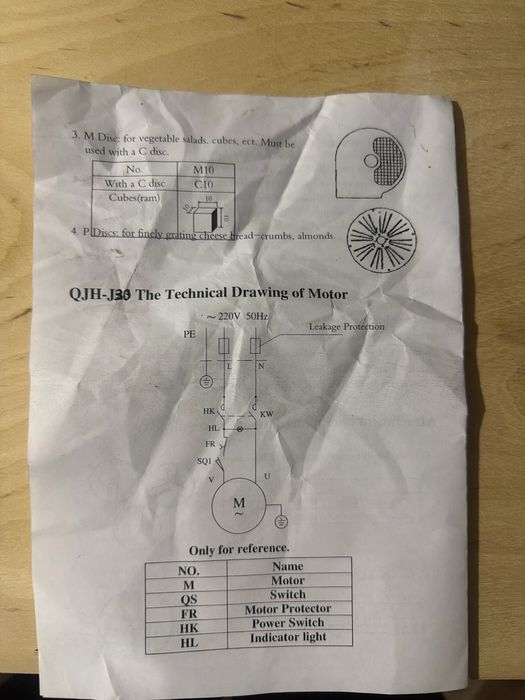 3. M Disc: for vegetable salads. cubes, ect. Must be
used with a C disc.
No. M10
With a C disc C10
Cubes(ram) 10 10 10
4. P Discs: for finely grating cheese bread-crumbs, almonds.
QJH-J30 The Technical Drawing of Motor
~220V 50Hz
PE Leakage Protection
L N
HK KW
HL
FR
SQ1
V U
M
~
Only for reference.
NO. Name
M Motor
QS Switch
FR Motor Protector
HK Power Switch
HL Indicator light